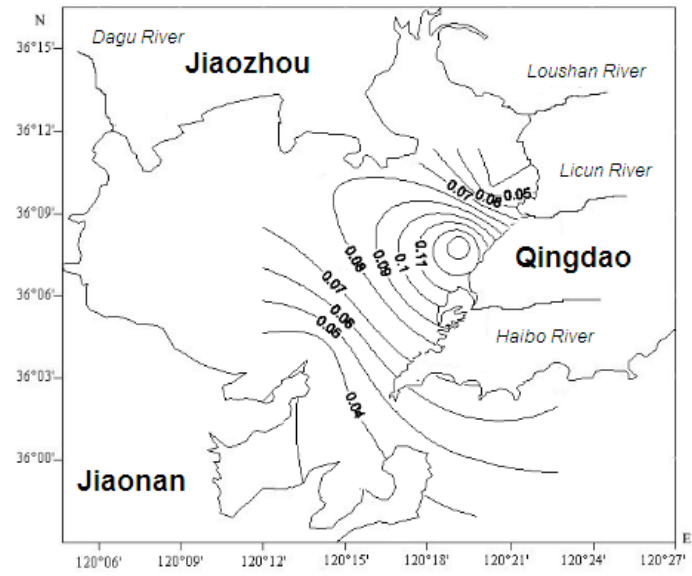 N
36°15'
Dagu River
Jiaozhou
Loushan River
36°12'
Licun River
0.07
0.06
0.05
36°09'
Qingdao
0.11
0.1
0.09
0.08
0.07
36°06'
0.06
0.05
Haibo River
36°03'
0.04
36°00'
Jiaonan
E
120°06'
120°09'
120°12'
120°15'
120°18'
120°21'
120°24'
120°27'